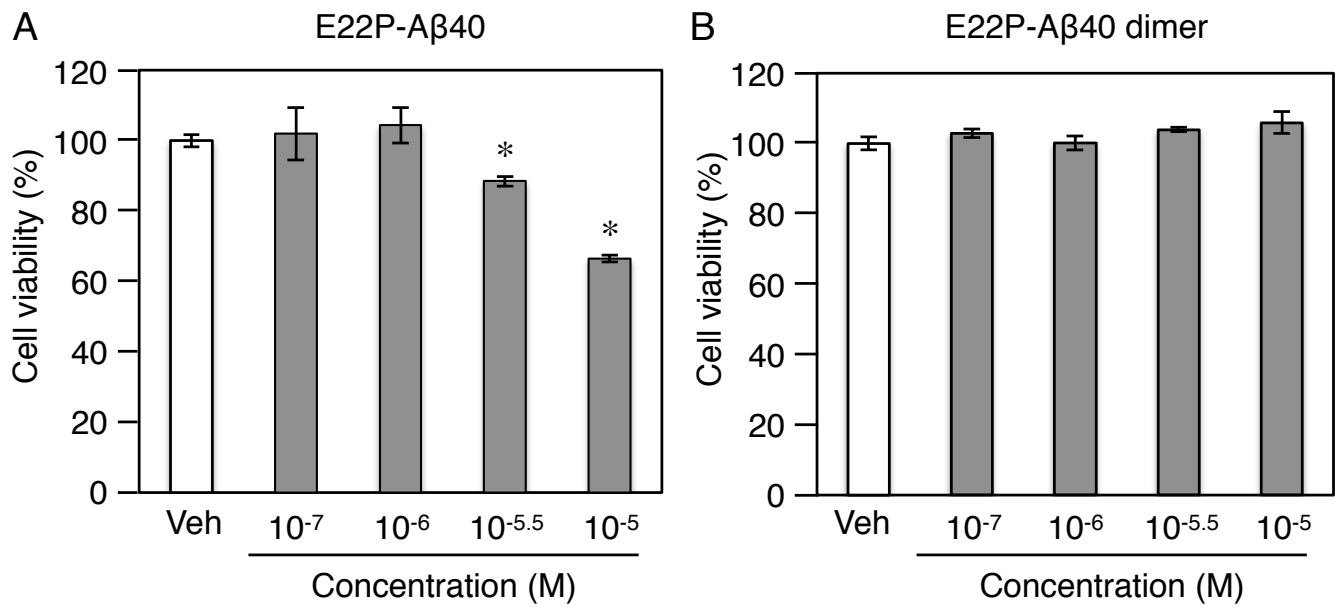 A
E22P-Aβ40
120
100
80
60
40
20
0
Cell viability (%)
*
*
Veh
10⁻⁷
10⁻⁶
10⁻⁵·⁵
10⁻⁵
Concentration (M)
B
E22P-Aβ40 dimer
120
100
80
60
40
20
0
Cell viability (%)
Veh
10⁻⁷
10⁻⁶
10⁻⁵·⁵
10⁻⁵
Concentration (M)